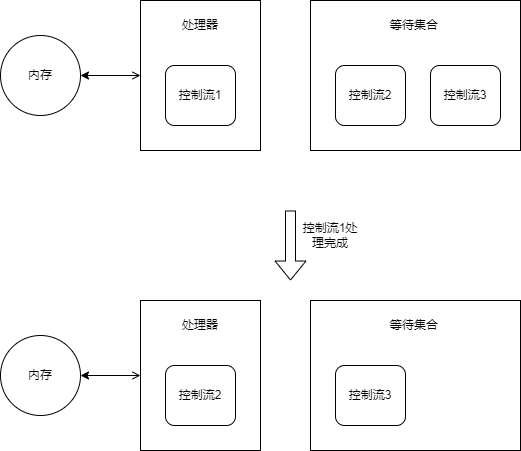 处理器
等待集合
内存
控制流1
控制流2
控制流3
控制流1处
理完成
处理器
等待集合
内存
控制流2
控制流3